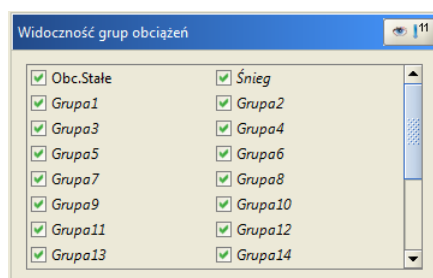 Widoczność grup obciążeń 11
Obc.Stałe Śnieg
Grupa1 Grupa2
Grupa3 Grupa4
Grupa5 Grupa6
Grupa7 Grupa8
Grupa9 Grupa10
Grupa11 Grupa12
Grupa13 Grupa14